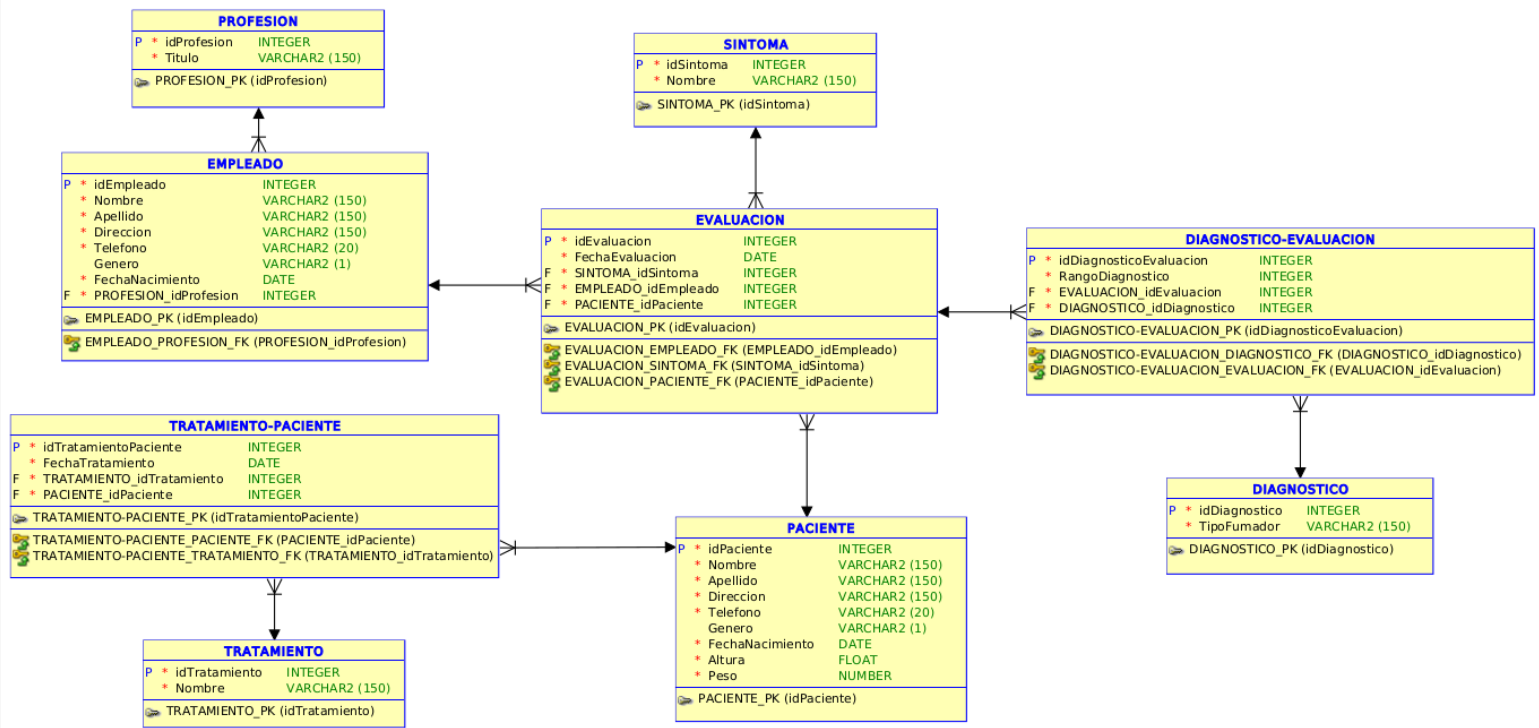 PROFESION
P * idProfesion INTEGER
* Titulo VARCHAR2 (150)
PROFESION_PK (idProfesion)
SINTOMA
P * idSintoma INTEGER
* Nombre VARCHAR2 (150)
SINTOMA_PK (idSintoma)
EMPLEADO
P * idEmpleado INTEGER
* Nombre VARCHAR2 (150)
* Apellido VARCHAR2 (150)
* Direccion VARCHAR2 (150)
* Telefono VARCHAR2 (20)
Genero VARCHAR2 (1)
* FechaNacimiento DATE
F * PROFESION_idProfesion INTEGER
EMPLEADO_PK (idEmpleado)
EMPLEADO_PROFESION_FK (PROFESION_idProfesion)
EVALUACION
P * idEvaluacion INTEGER
* FechaEvaluacion DATE
F * SINTOMA_idSintoma INTEGER
F * EMPLEADO_idEmpleado INTEGER
F * PACIENTE_idPaciente INTEGER
EVALUACION_PK (idEvaluacion)
EVALUACION_EMPLEADO_FK (EMPLEADO_idEmpleado)
EVALUACION_SINTOMA_FK (SINTOMA_idSintoma)
EVALUACION_PACIENTE_FK (PACIENTE_idPaciente)
DIAGNOSTICO-EVALUACION
P * idDiagnosticoEvaluacion INTEGER
* RangoDiagnostico INTEGER
F * EVALUACION_idEvaluacion INTEGER
F * DIAGNOSTICO_idDiagnostico INTEGER
DIAGNOSTICO-EVALUACION_PK (idDiagnosticoEvaluacion)
DIAGNOSTICO-EVALUACION_DIAGNOSTICO_FK (DIAGNOSTICO_idDiagnostico)
DIAGNOSTICO-EVALUACION_EVALUACION_FK (EVALUACION_idEvaluacion)
TRATAMIENTO-PACIENTE
P * idTratamientoPaciente INTEGER
* FechaTratamiento DATE
F * TRATAMIENTO_idTratamiento INTEGER
F * PACIENTE_idPaciente INTEGER
TRATAMIENTO-PACIENTE_PK (idTratamientoPaciente)
TRATAMIENTO-PACIENTE_PACIENTE_FK (PACIENTE_idPaciente)
TRATAMIENTO-PACIENTE_TRATAMIENTO_FK (TRATAMIENTO_idTratamiento)
DIAGNOSTICO
P * idDiagnostico INTEGER
* TipoFumador VARCHAR2 (150)
DIAGNOSTICO_PK (idDiagnostico)
PACIENTE
P * idPaciente INTEGER
* Nombre VARCHAR2 (150)
* Apellido VARCHAR2 (150)
* Direccion VARCHAR2 (150)
* Telefono VARCHAR2 (20)
Genero VARCHAR2 (1)
* FechaNacimiento DATE
* Altura FLOAT
* Peso NUMBER
PACIENTE_PK (idPaciente)
TRATAMIENTO
P * idTratamiento INTEGER
* Nombre VARCHAR2 (150)
TRATAMIENTO_PK (idTratamiento)